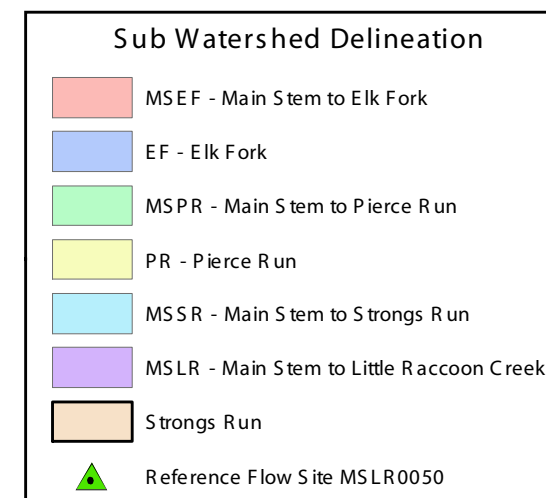 Sub Watershed Delineation
MSEF - Main Stem to Elk Fork
EF - Elk Fork
MSPR - Main Stem to Pierce Run
PR - Pierce Run
MSSR - Main Stem to Strongs Run
MSLR - Main Stem to Little Raccoon Creek
Strongs Run
Reference Flow Site MSLR0050